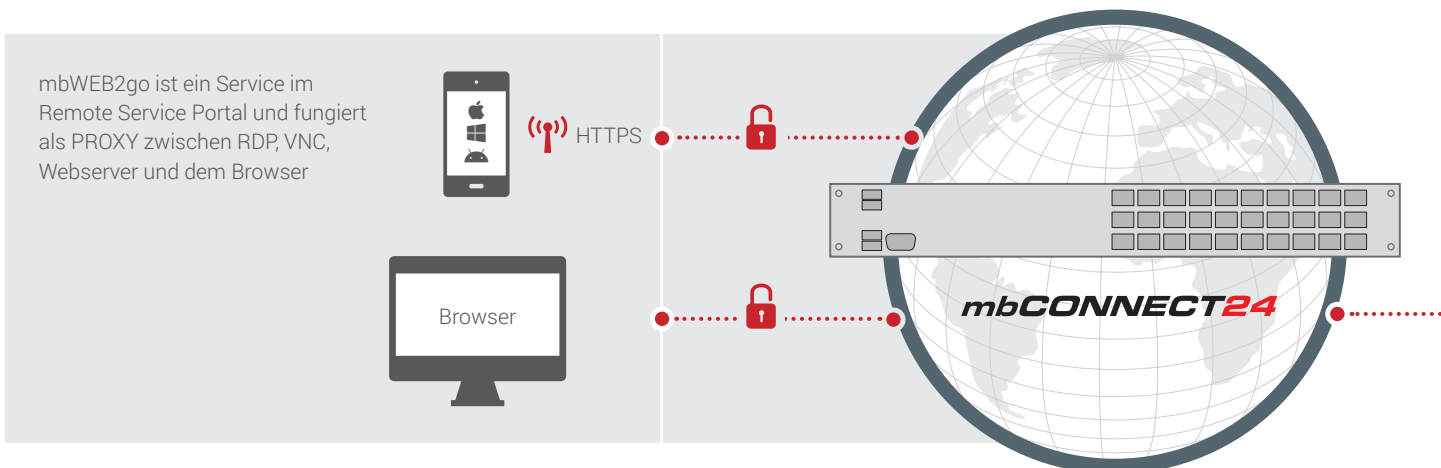 mbWEB2go ist ein Service im
Remote Service Portal und fungiert
als PROXY zwischen RDP, VNC,
Webserver und dem Browser
HTTPS
Browser
mbCONNECT24